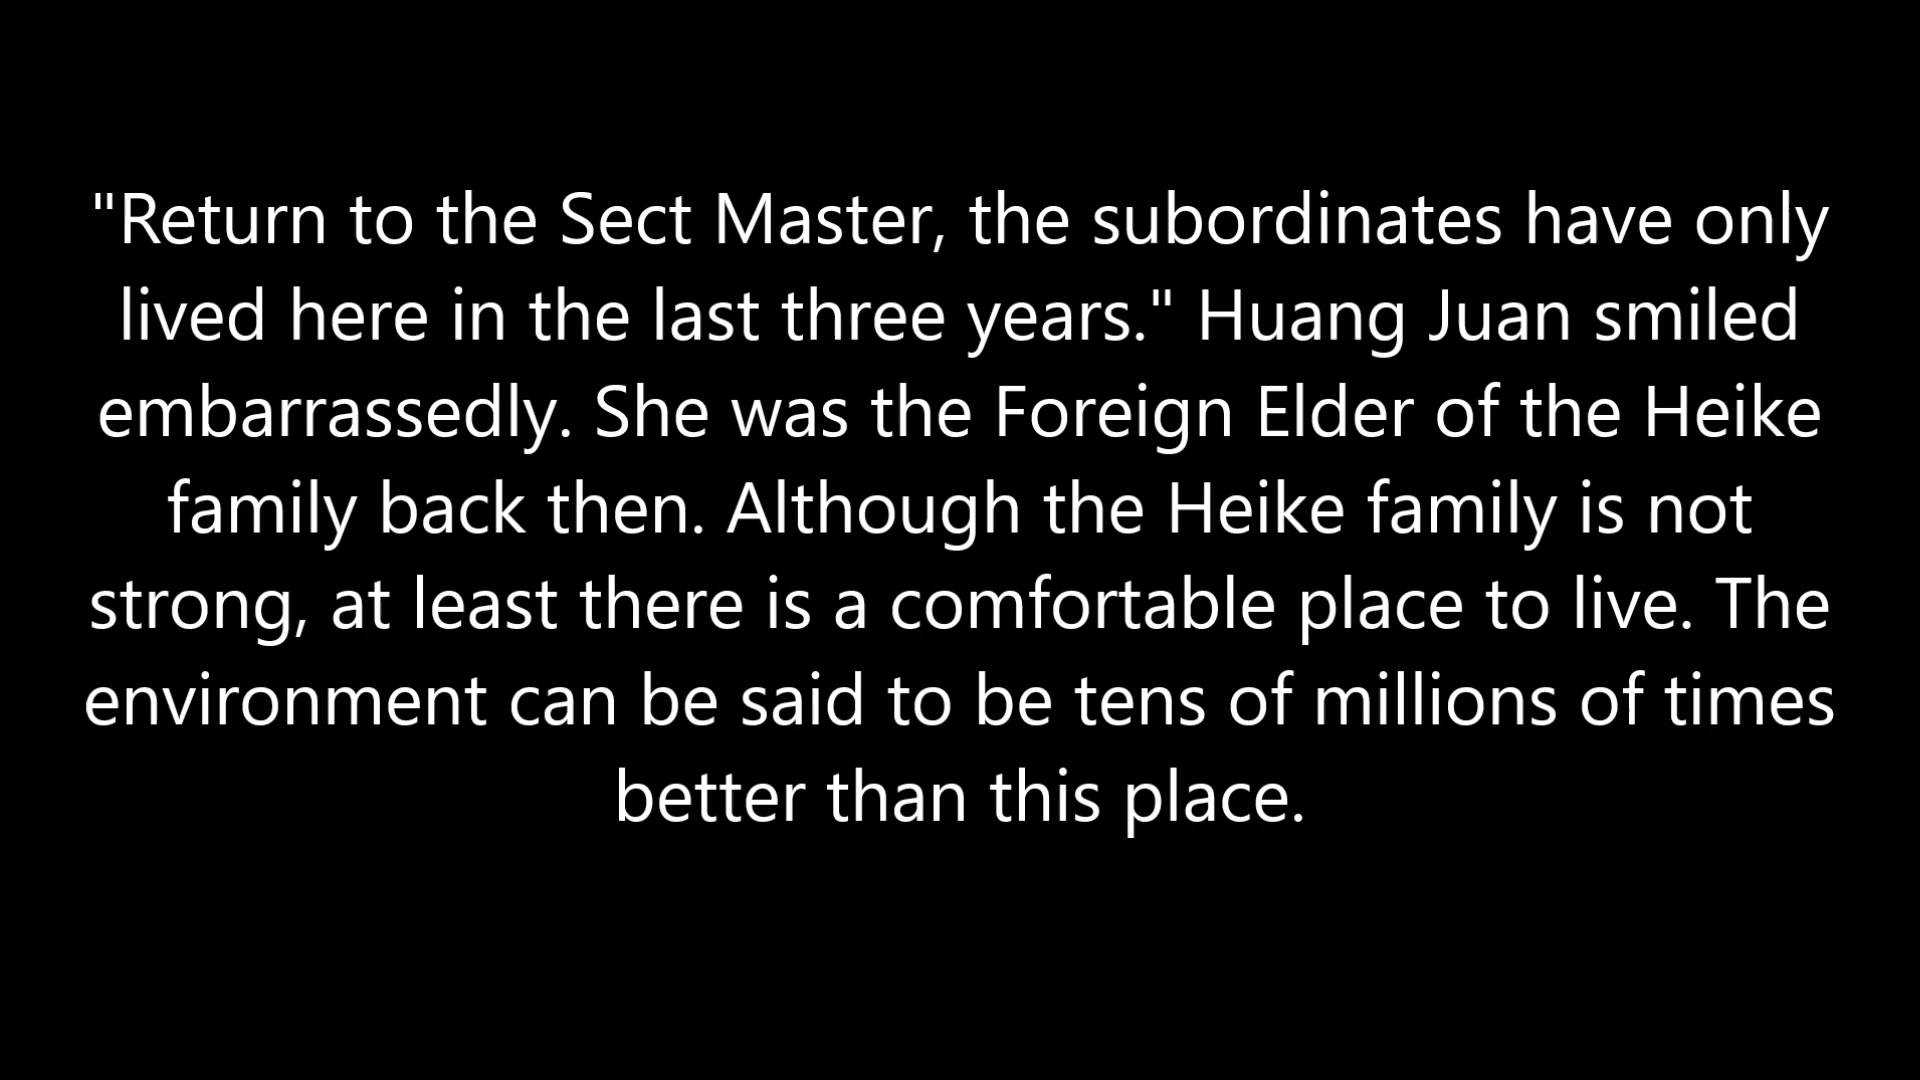 "Return to the Sect Master, the subordinates have only
lived here in the last three years." Huang Juan smiled
embarrassedly. She was the Foreign Elder of the Heike
family back then. Although the Heike family is not
strong, at least there is a comfortable place to live. The
environment can be said to be tens of millions of times
better than this place.